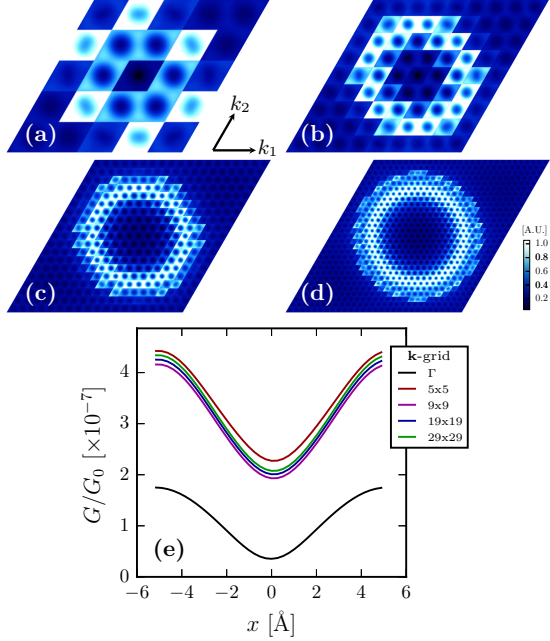 (a)
k₂
k₁
(b)
(c)
(d)
[A.U.]
1.0
0.8
0.6
0.4
0.2
G/G₀ [×10⁻⁷]
4
3
2
1
0
k-grid
Γ
5x5
9x9
19x19
29x29
(e)
−6 −4 −2 0 2 4 6
x [Å]